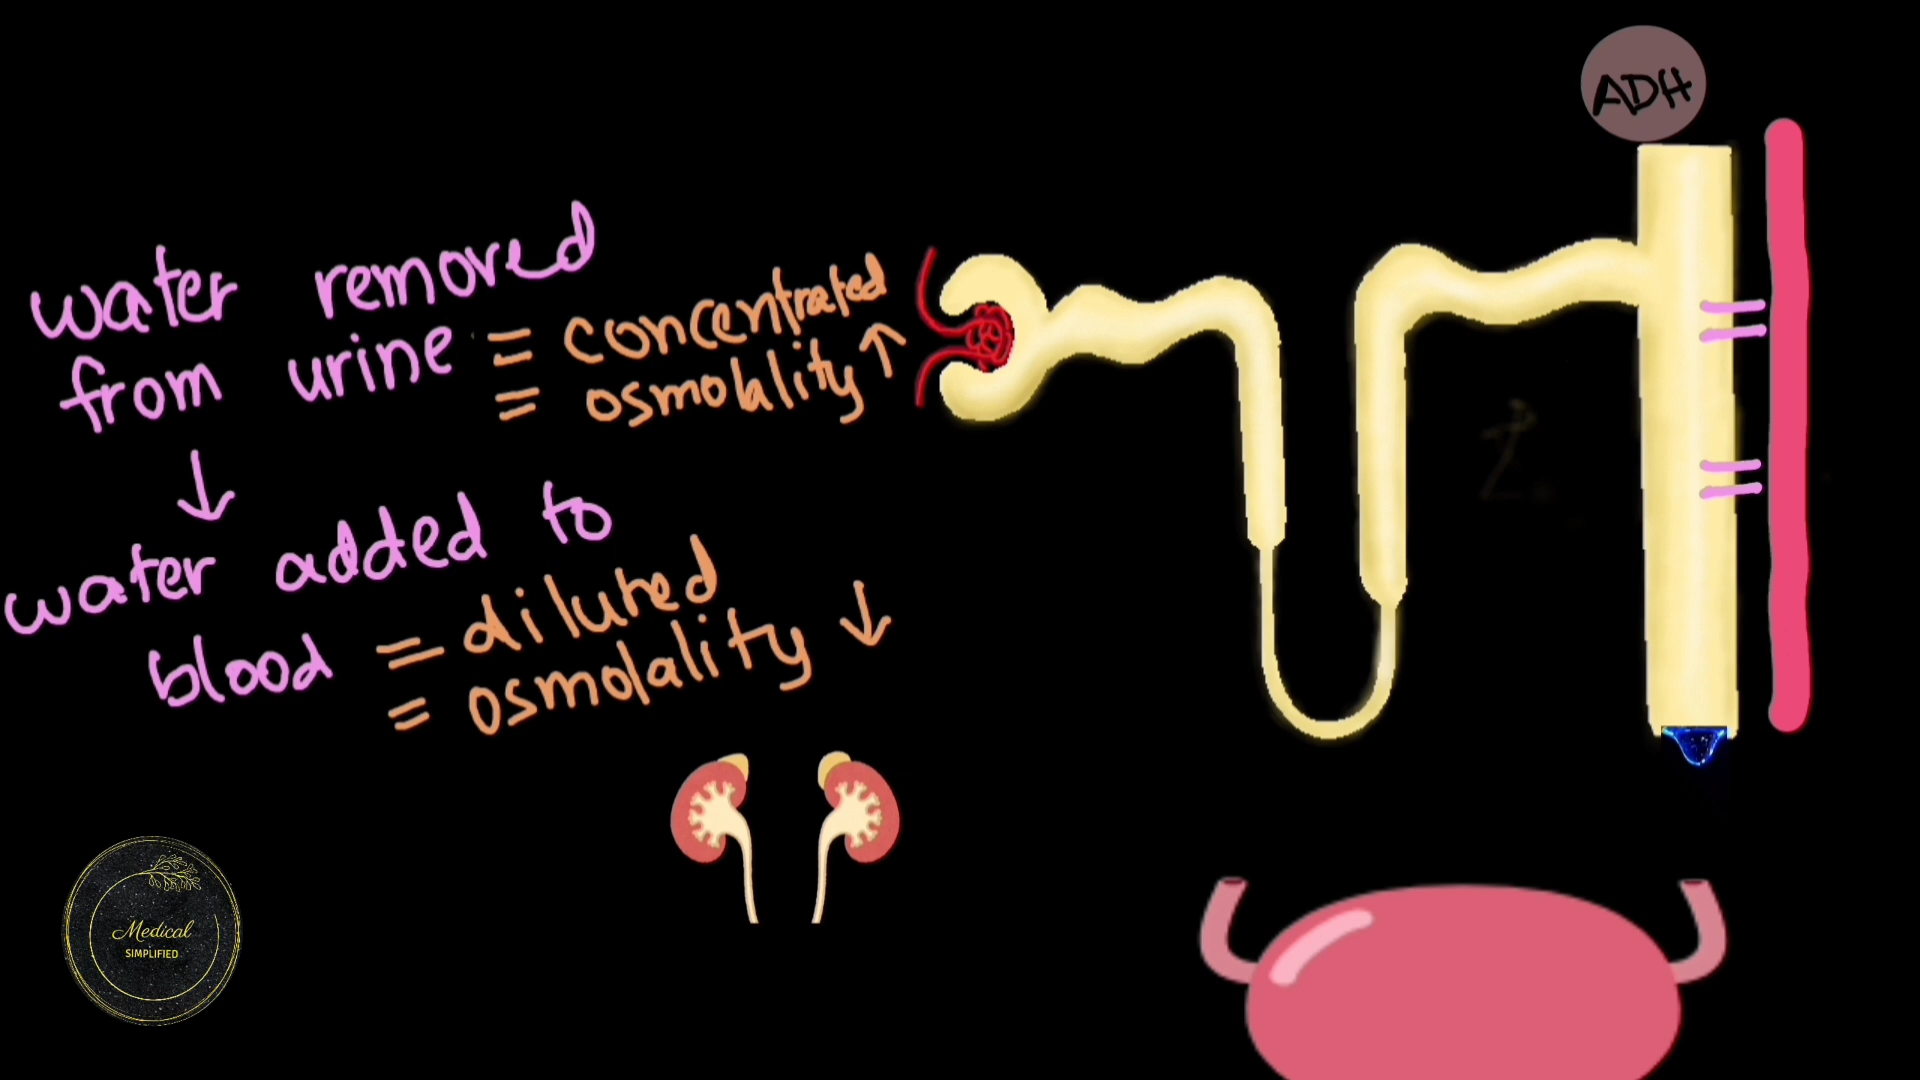 ADH
water removed
from urine = concentrated
= osmolality ↑
↓
water added to
blood = diluted
= osmolality ↓
Medical
SIMPLIFIED